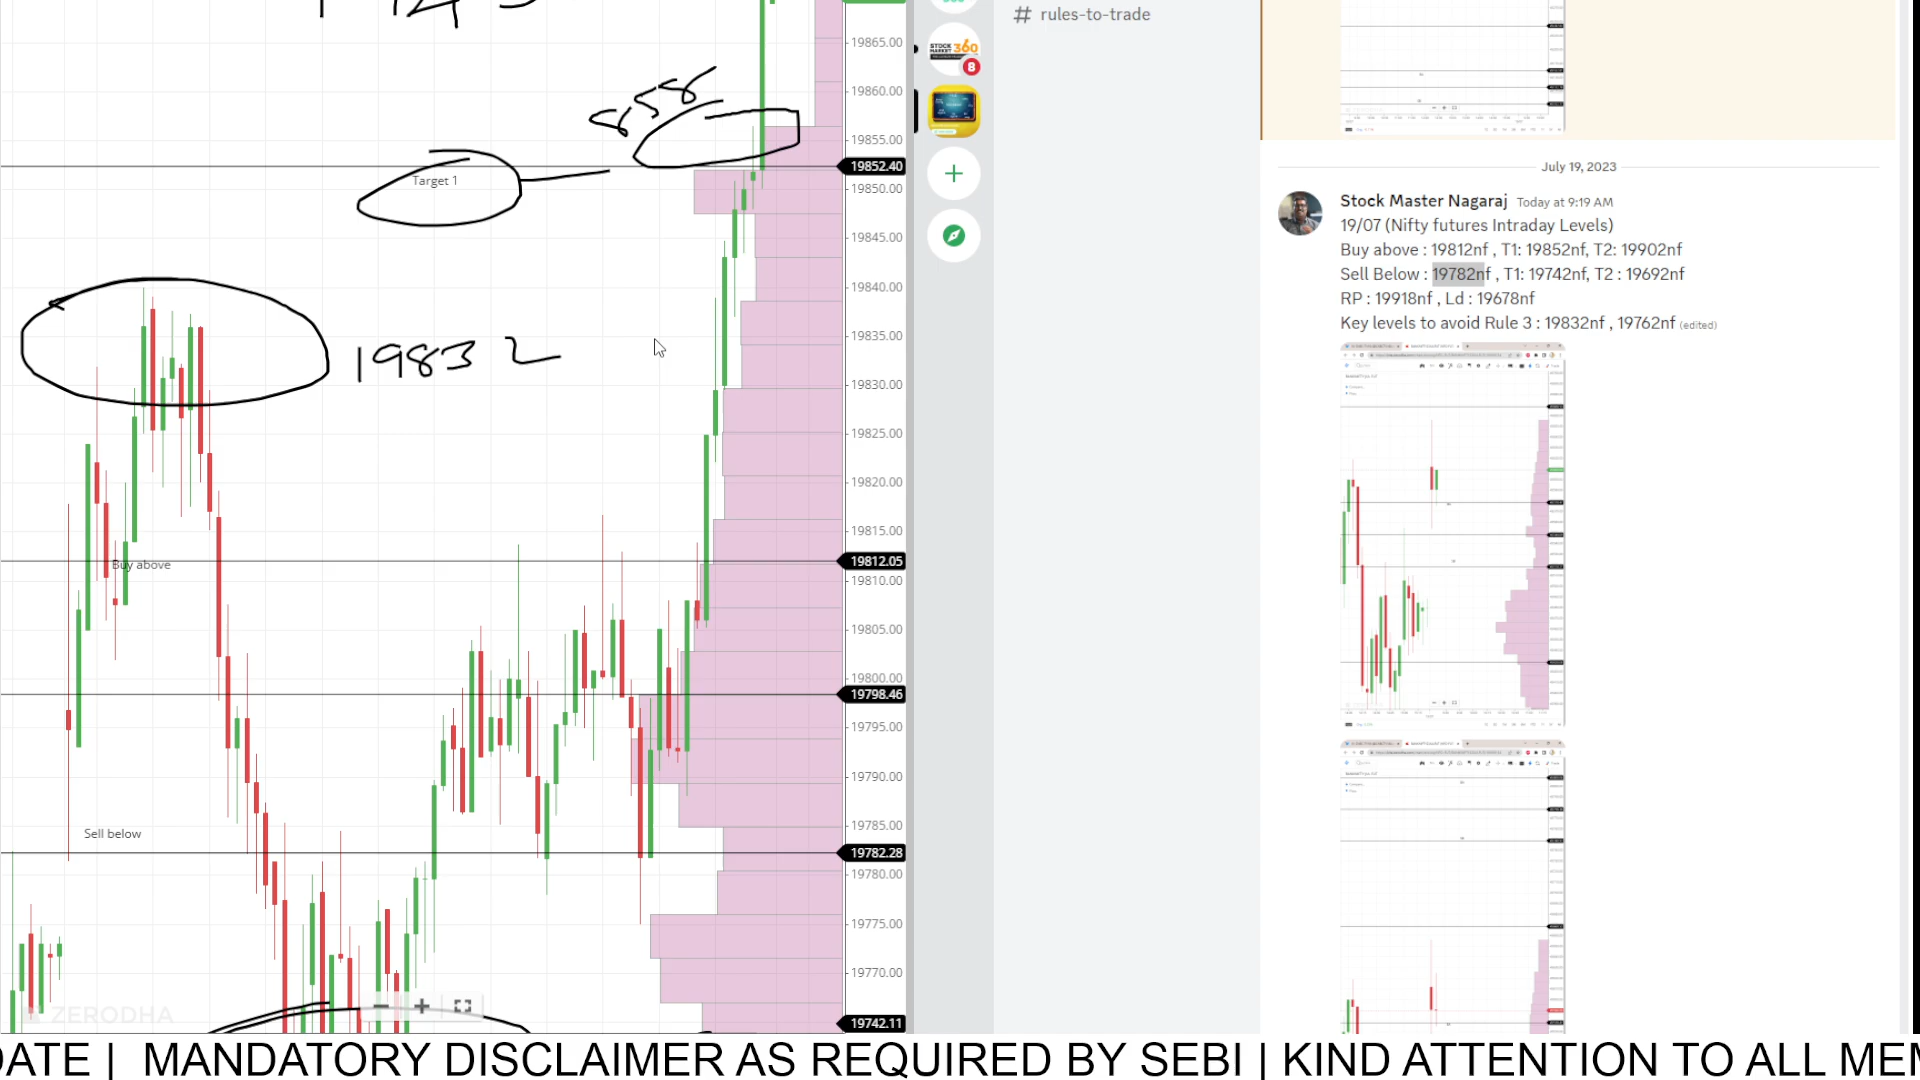 19865.00
19860.00
19855.00
19852.40
19850.00
19845.00
19840.00
19835.00
19830.00
19825.00
19820.00
19815.00
19812.05
19810.00
19805.00
19800.00
19798.46
19795.00
19790.00
19785.00
19782.28
19780.00
19775.00
19770.00
19742.11
Target 1
19832
Buy above
Sell below
ZERODHA
# rules-to-trade
STOCK
MARKET 360
8
July 19, 2023
Stock Master Nagaraj Today at 9:19 AM
19/07 (Nifty futures Intraday Levels)
Buy above : 19812nf , T1: 19852nf, T2: 19902nf
Sell Below : 19782nf , T1: 19742nf, T2 : 19692nf
RP : 19918nf , Ld : 19678nf
Key levels to avoid Rule 3 : 19832nf , 19762nf (edited)
DATE | MANDATORY DISCLAIMER AS REQUIRED BY SEBI | KIND ATTENTION TO ALL MEM